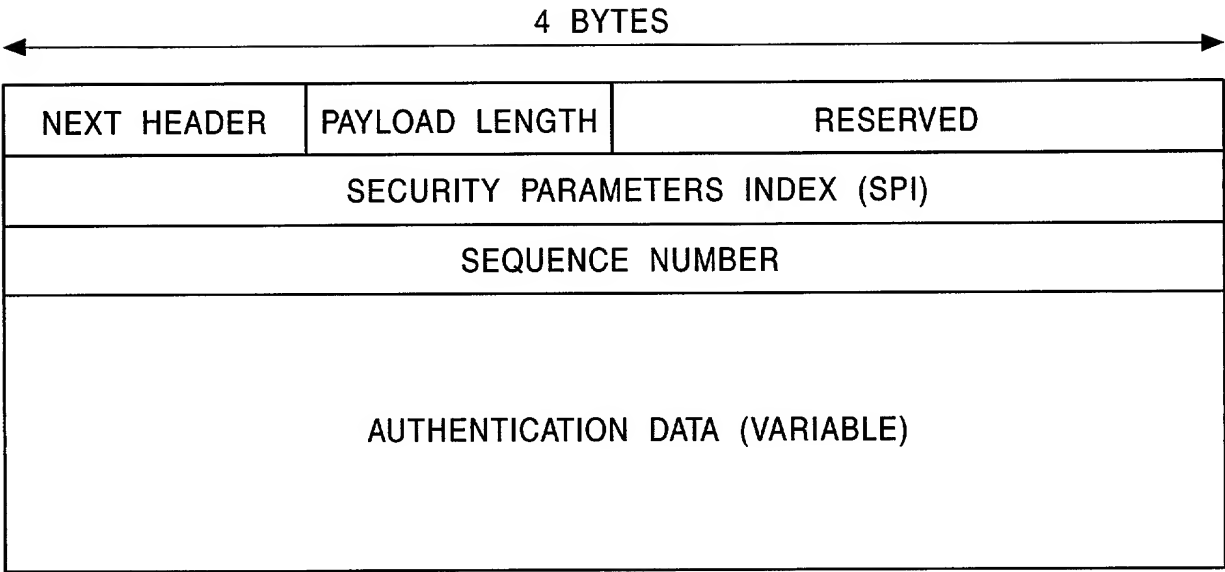 4 BYTES
NEXT HEADER PAYLOAD LENGTH RESERVED
SECURITY PARAMETERS INDEX (SPI)
SEQUENCE NUMBER
AUTHENTICATION DATA (VARIABLE)